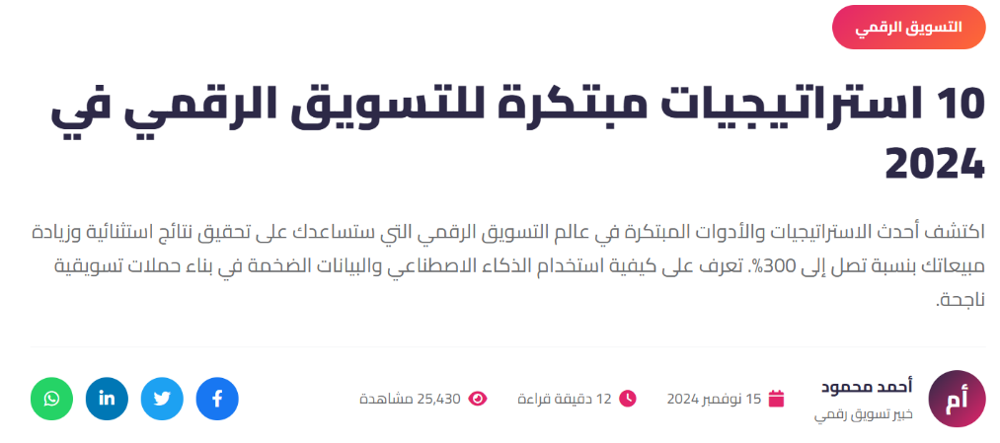 التسويق الرقمي
10 استراتيجيات مبتكرة للتسويق الرقمي في
2024
اكتشف أحدث الاستراتيجيات والأدوات المبتكرة في عالم التسويق الرقمي التي ستساعدك على تحقيق نتائج استثنائية وزيادة
مبيعاتك بنسبة تصل إلى 300%. تعرف على كيفية استخدام الذكاء الاصطناعي والبيانات الضخمة في بناء حملات تسويقية
ناجحة.
أم
أحمد محمود
خبير تسويق رقمي
15 نوفمبر 2024
12 دقيقة قراءة
25,430 مشاهدة